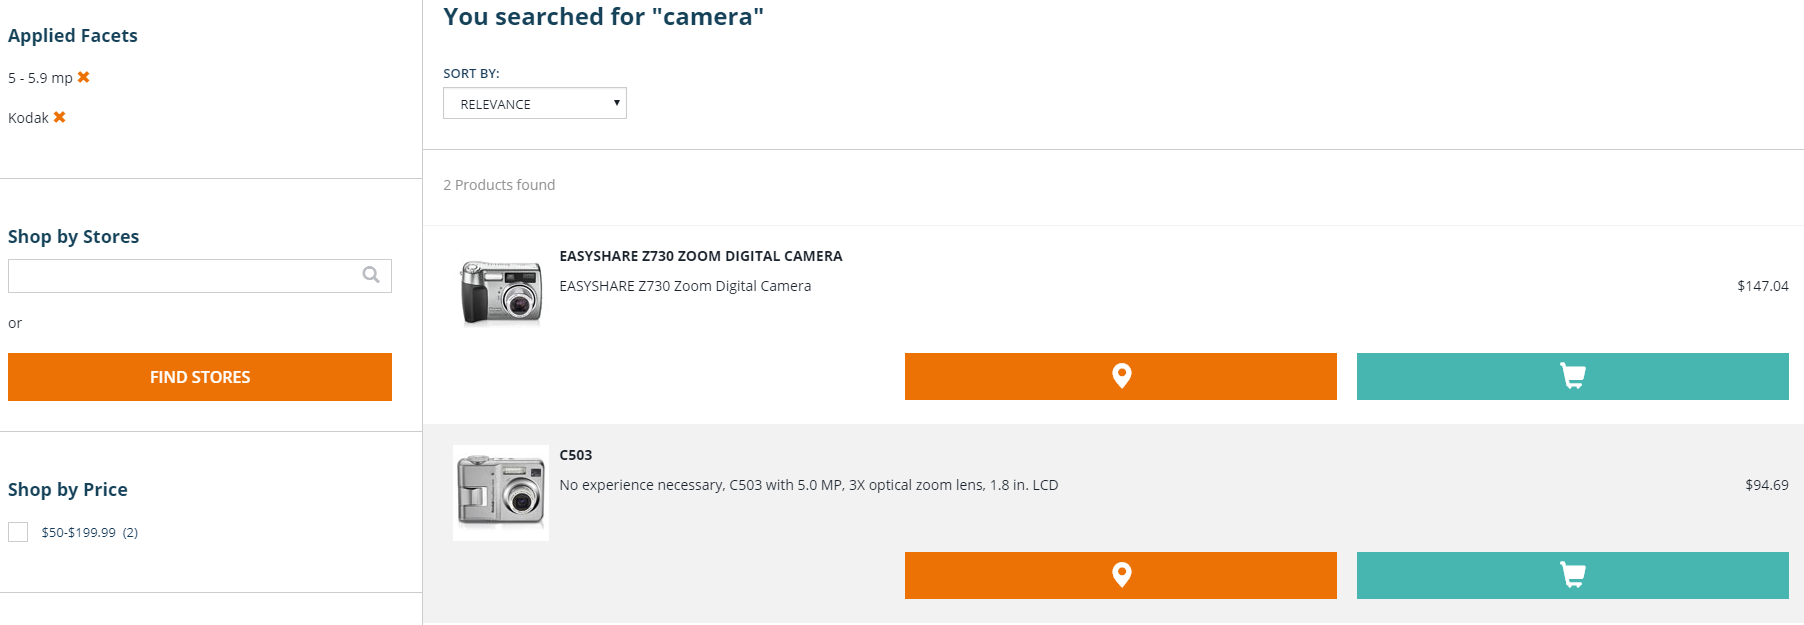 Applied Facets
5 - 5.9 mp
Kodak
Shop by Stores
or
FIND STORES
Shop by Price
$50-$199.99 (2)
You searched for "camera"
SORT BY:
RELEVANCE
2 Products found
EASYSHARE Z730 ZOOM DIGITAL CAMERA
EASYSHARE Z730 Zoom Digital Camera
$147.04
C503
No experience necessary, C503 with 5.0 MP, 3X optical zoom lens, 1.8 in. LCD
$94.69